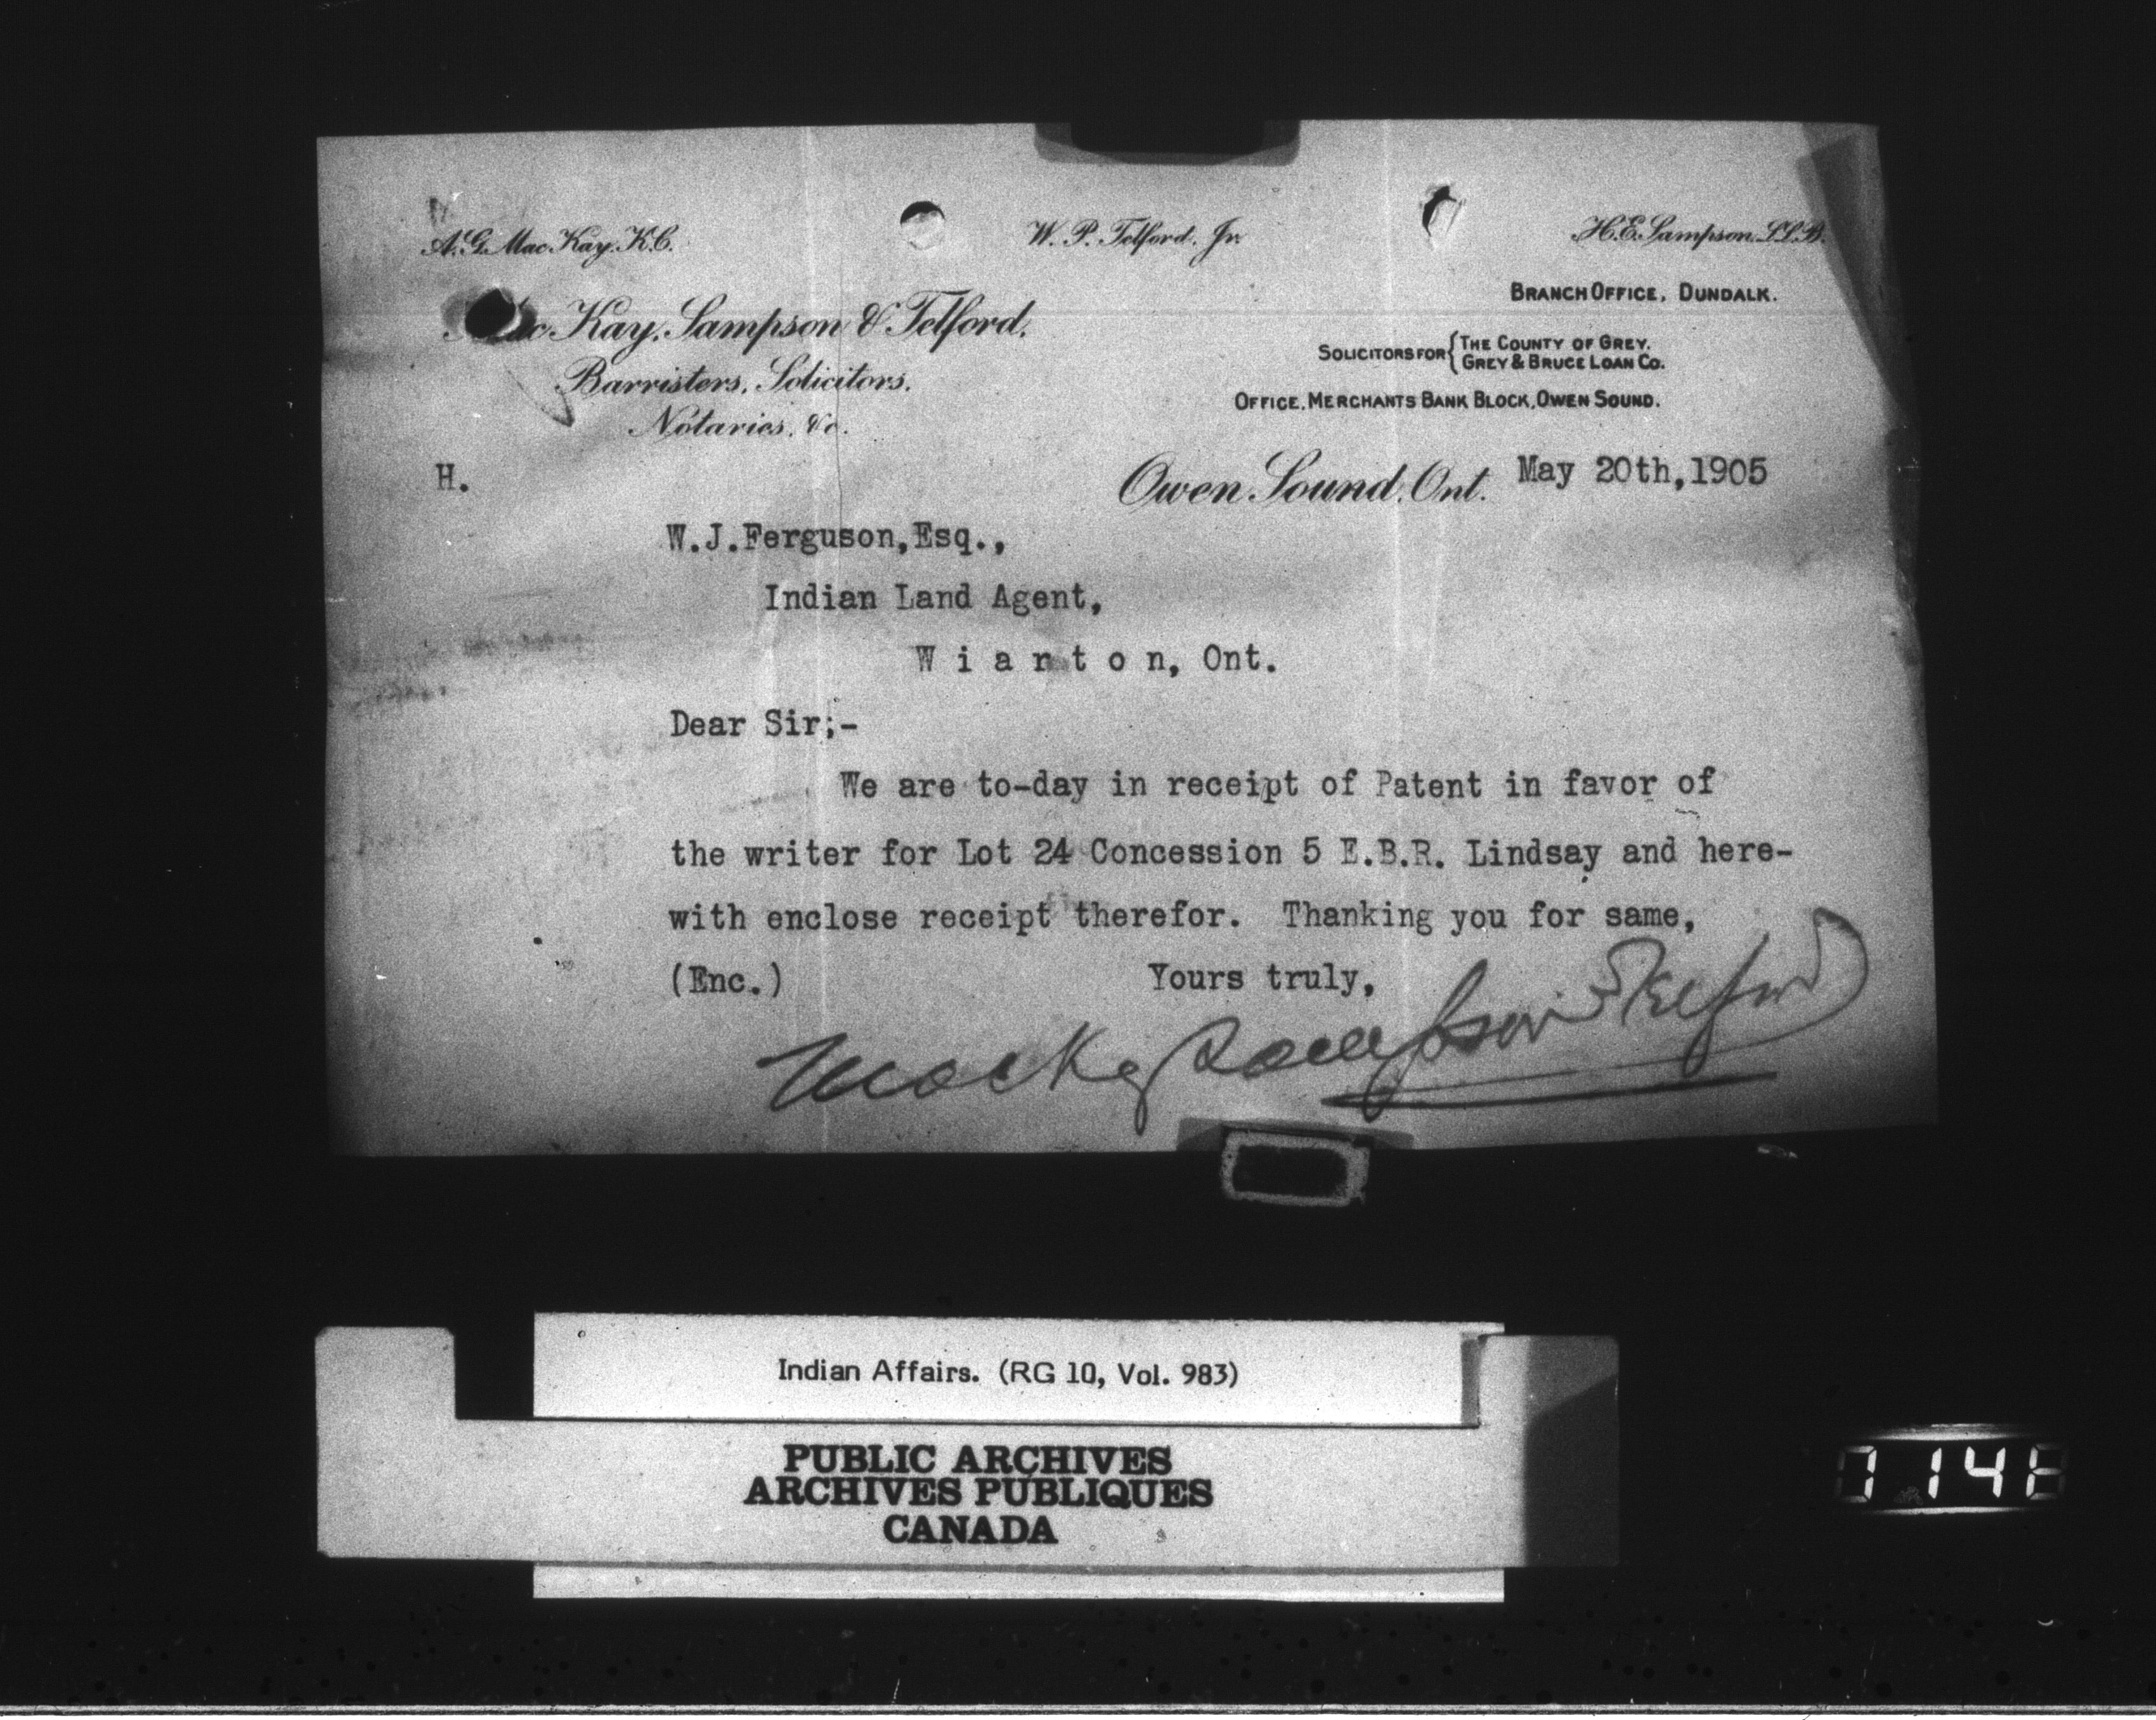 A.G. MacKay. K.C. W. P. Telford. Jr. H.E. Sampson LL.B.
MacKay, Sampson & Telford,
Barristers, Solicitors,
Notaries, &c.
BRANCH OFFICE, DUNDALK.
SOLICITORS FOR { THE COUNTY OF GREY.
GREY & BRUCE LOAN CO.
OFFICE, MERCHANTS BANK BLOCK, OWEN SOUND.
H.
Owen Sound, Ont. May 20th, 1905
W.J.Ferguson,Esq.,
Indian Land Agent,
W i a r t o n, Ont.
Dear Sir;-
We are to-day in receipt of Patent in favor of
the writer for Lot 24 Concession 5 E.B.R. Lindsay and here-
with enclose receipt therefor. Thanking you for same,
(Enc.) Yours truly,
MacKay Sampson & Telford
Indian Affairs. (RG 10, Vol. 983)
PUBLIC ARCHIVES
ARCHIVES PUBLIQUES
CANADA